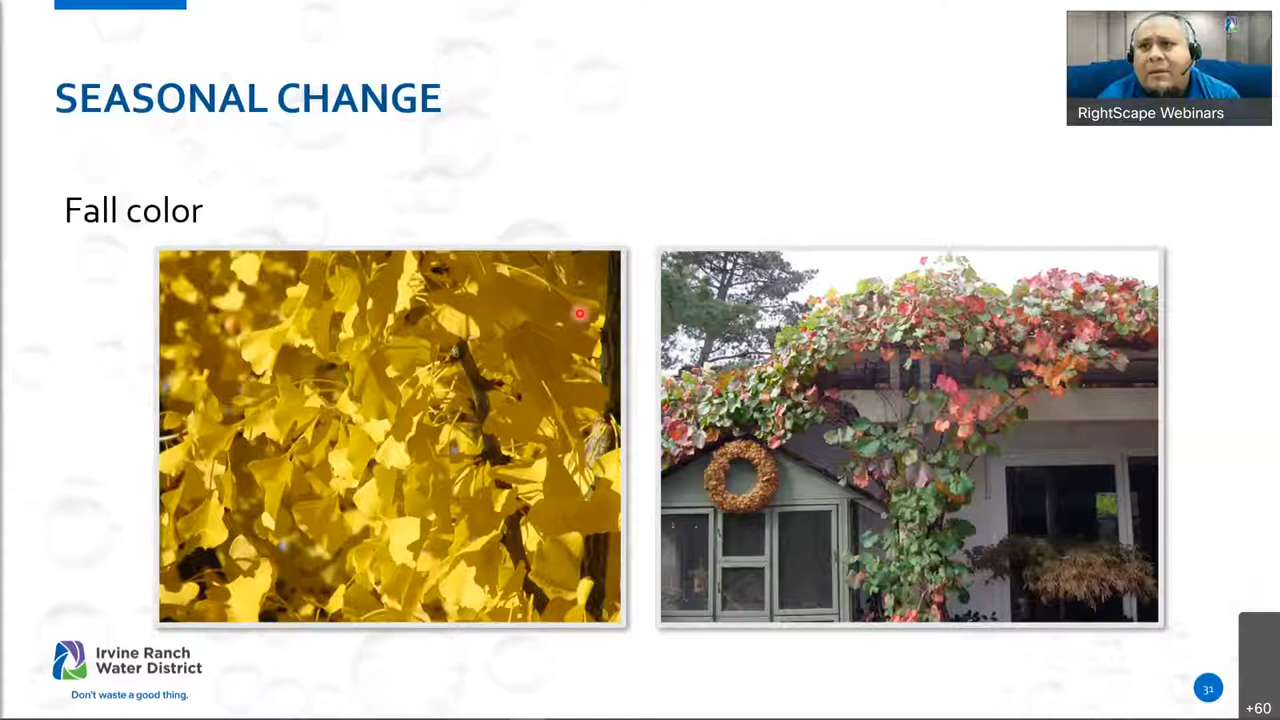 SEASONAL CHANGE
RightScape Webinars
Fall color
Irvine Ranch
Water District
Don't waste a good thing.
31
+60